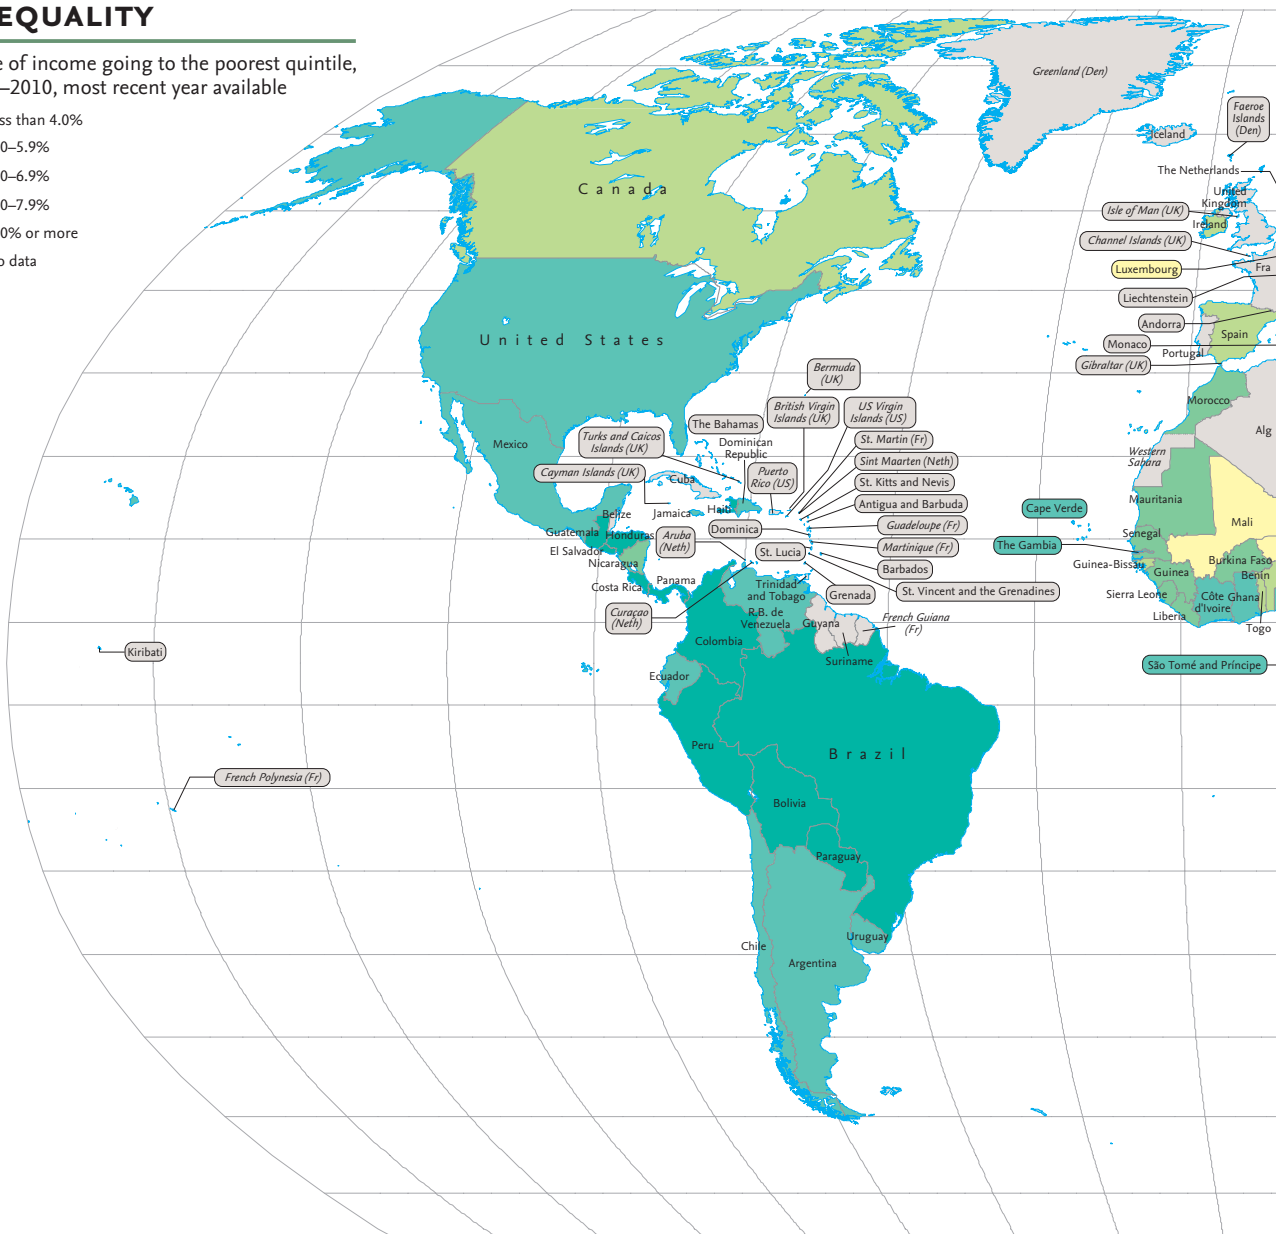 EQUALITY
e of income going to the poorest quintile,
–2010, most recent year available
ss than 4.0%
0–5.9%
0–6.9%
0–7.9%
0% or more
o data
Greenland (Den)
Faeroe
Islands
(Den)
Iceland
The Netherlands
United
Kingdom
Canada
Isle of Man (UK)
Ireland
Channel Islands (UK)
Luxembourg
Fra
Liechtenstein
Andorra
Spain
United States
Monaco
Portugal
Gibraltar (UK)
Bermuda
(UK)
Morocco
British Virgin
Islands (UK)
US Virgin
Islands (US)
The Bahamas
Alg
Turks and Caicos
Islands (UK)
Dominican
Republic
St. Martin (Fr)
Mexico
Western
Sahara
Sint Maarten (Neth)
Cayman Islands (UK)
Cuba
Puerto
Rico (US)
St. Kitts and Nevis
Mauritania
Antigua and Barbuda
Cape Verde
Belize
Jamaica
Haiti
Mali
Guatemala
Honduras
Dominica
Guadeloupe (Fr)
Senegal
Aruba
(Neth)
The Gambia
Martinique (Fr)
El Salvador
St. Lucia
Nicaragua
Guinea-Bissau
Burkina Faso
Barbados
Guinea
Benin
Costa Rica
Panama
Trinidad
and Tobago
Grenada
St. Vincent and the Grenadines
Sierra Leone
Côte
d'Ivoire
Ghana
Curaçao
(Neth)
R.B. de
Venezuela
Guyana
French Guiana
(Fr)
Liberia
Togo
Colombia
Kiribati
Suriname
São Tomé and Príncipe
Ecuador
Peru
Brazil
French Polynesia (Fr)
Bolivia
Paraguay
Uruguay
Chile
Argentina